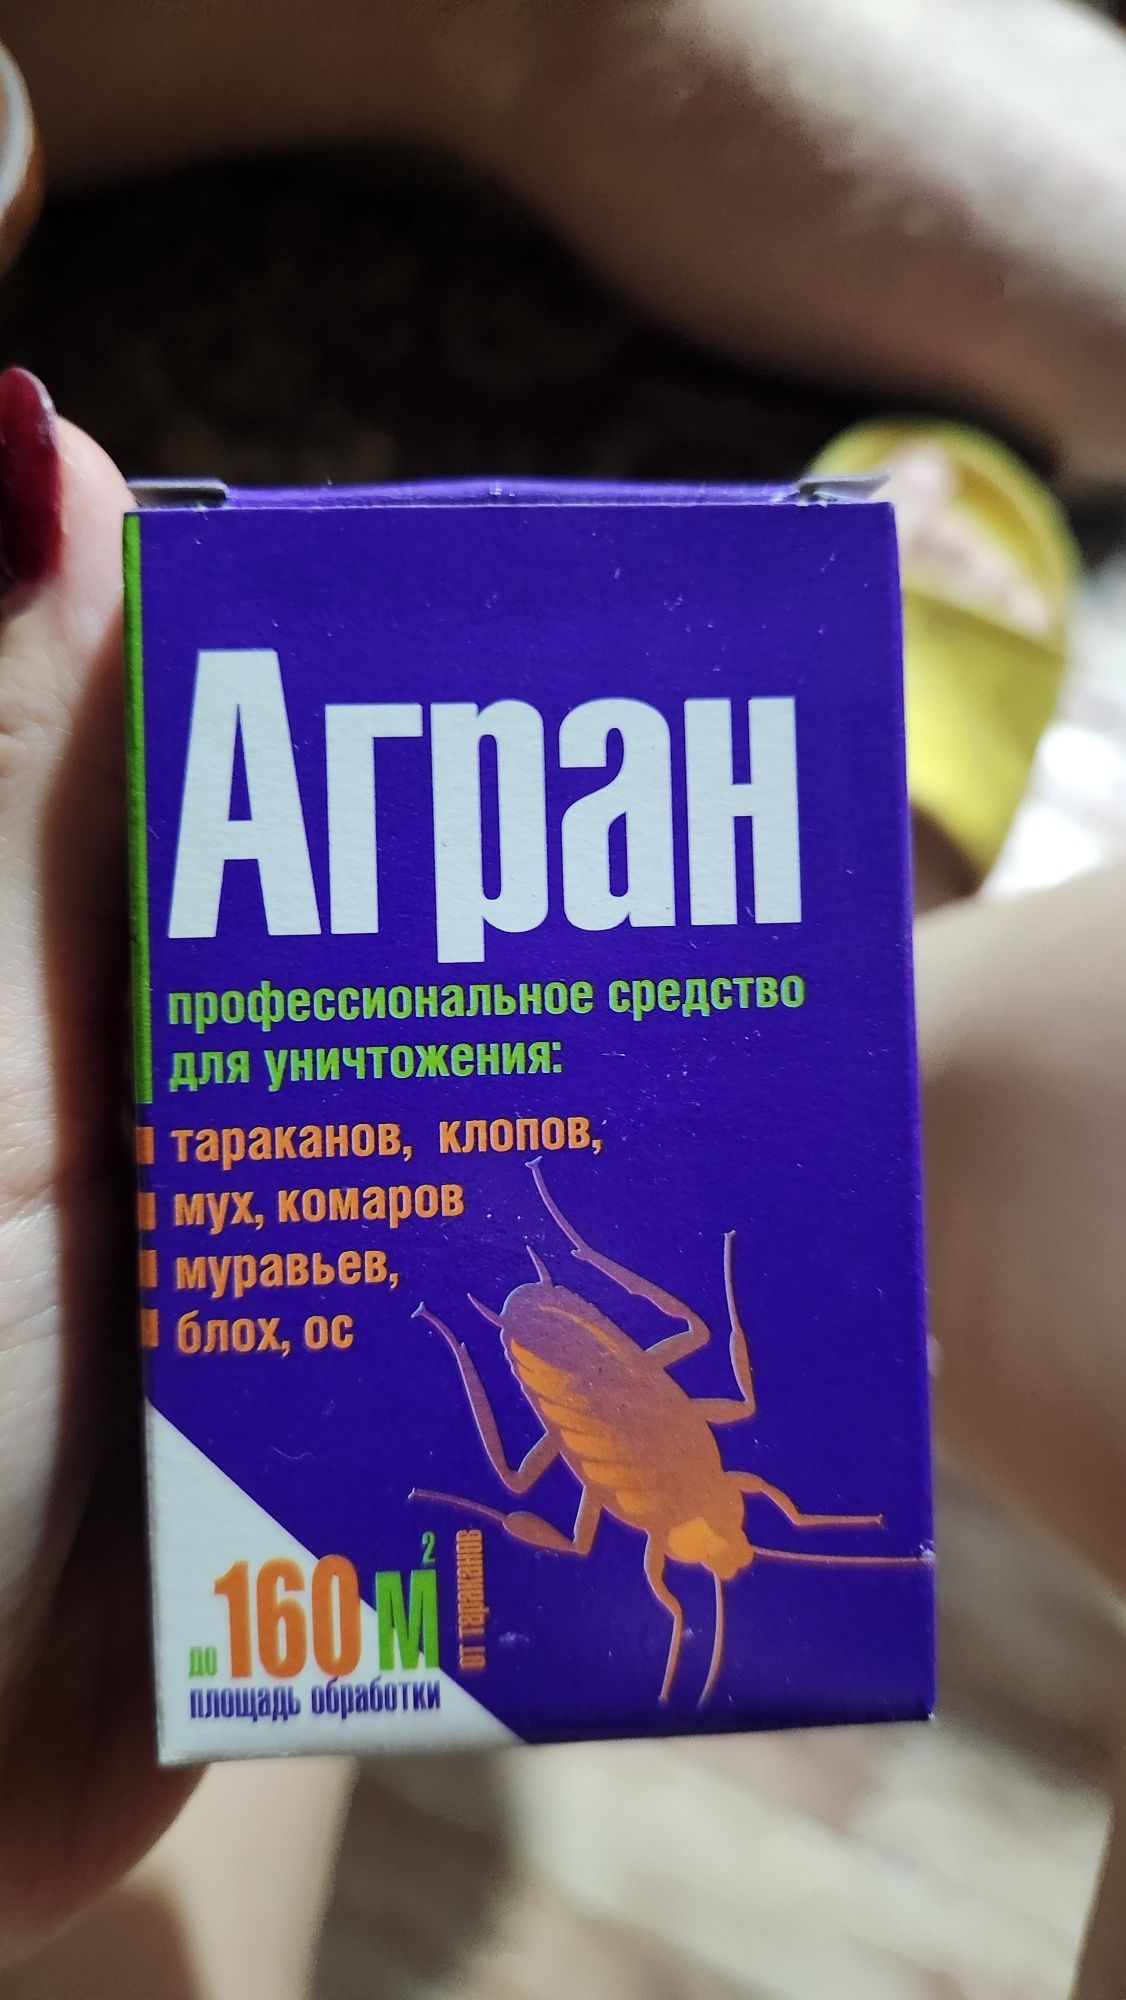 Агран
профессиональное средство
для уничтожения:
тараканов, клопов,
мух, комаров
муравьев,
блох, ос
до 160 м²
от тараканов
площадь обработки